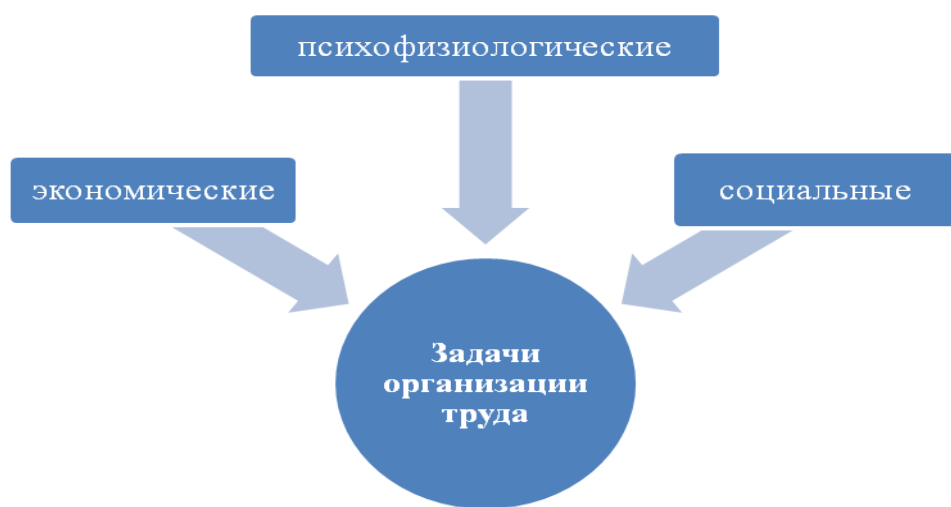 психофизиологические
экономические
социальные
Задачи
организации
труда